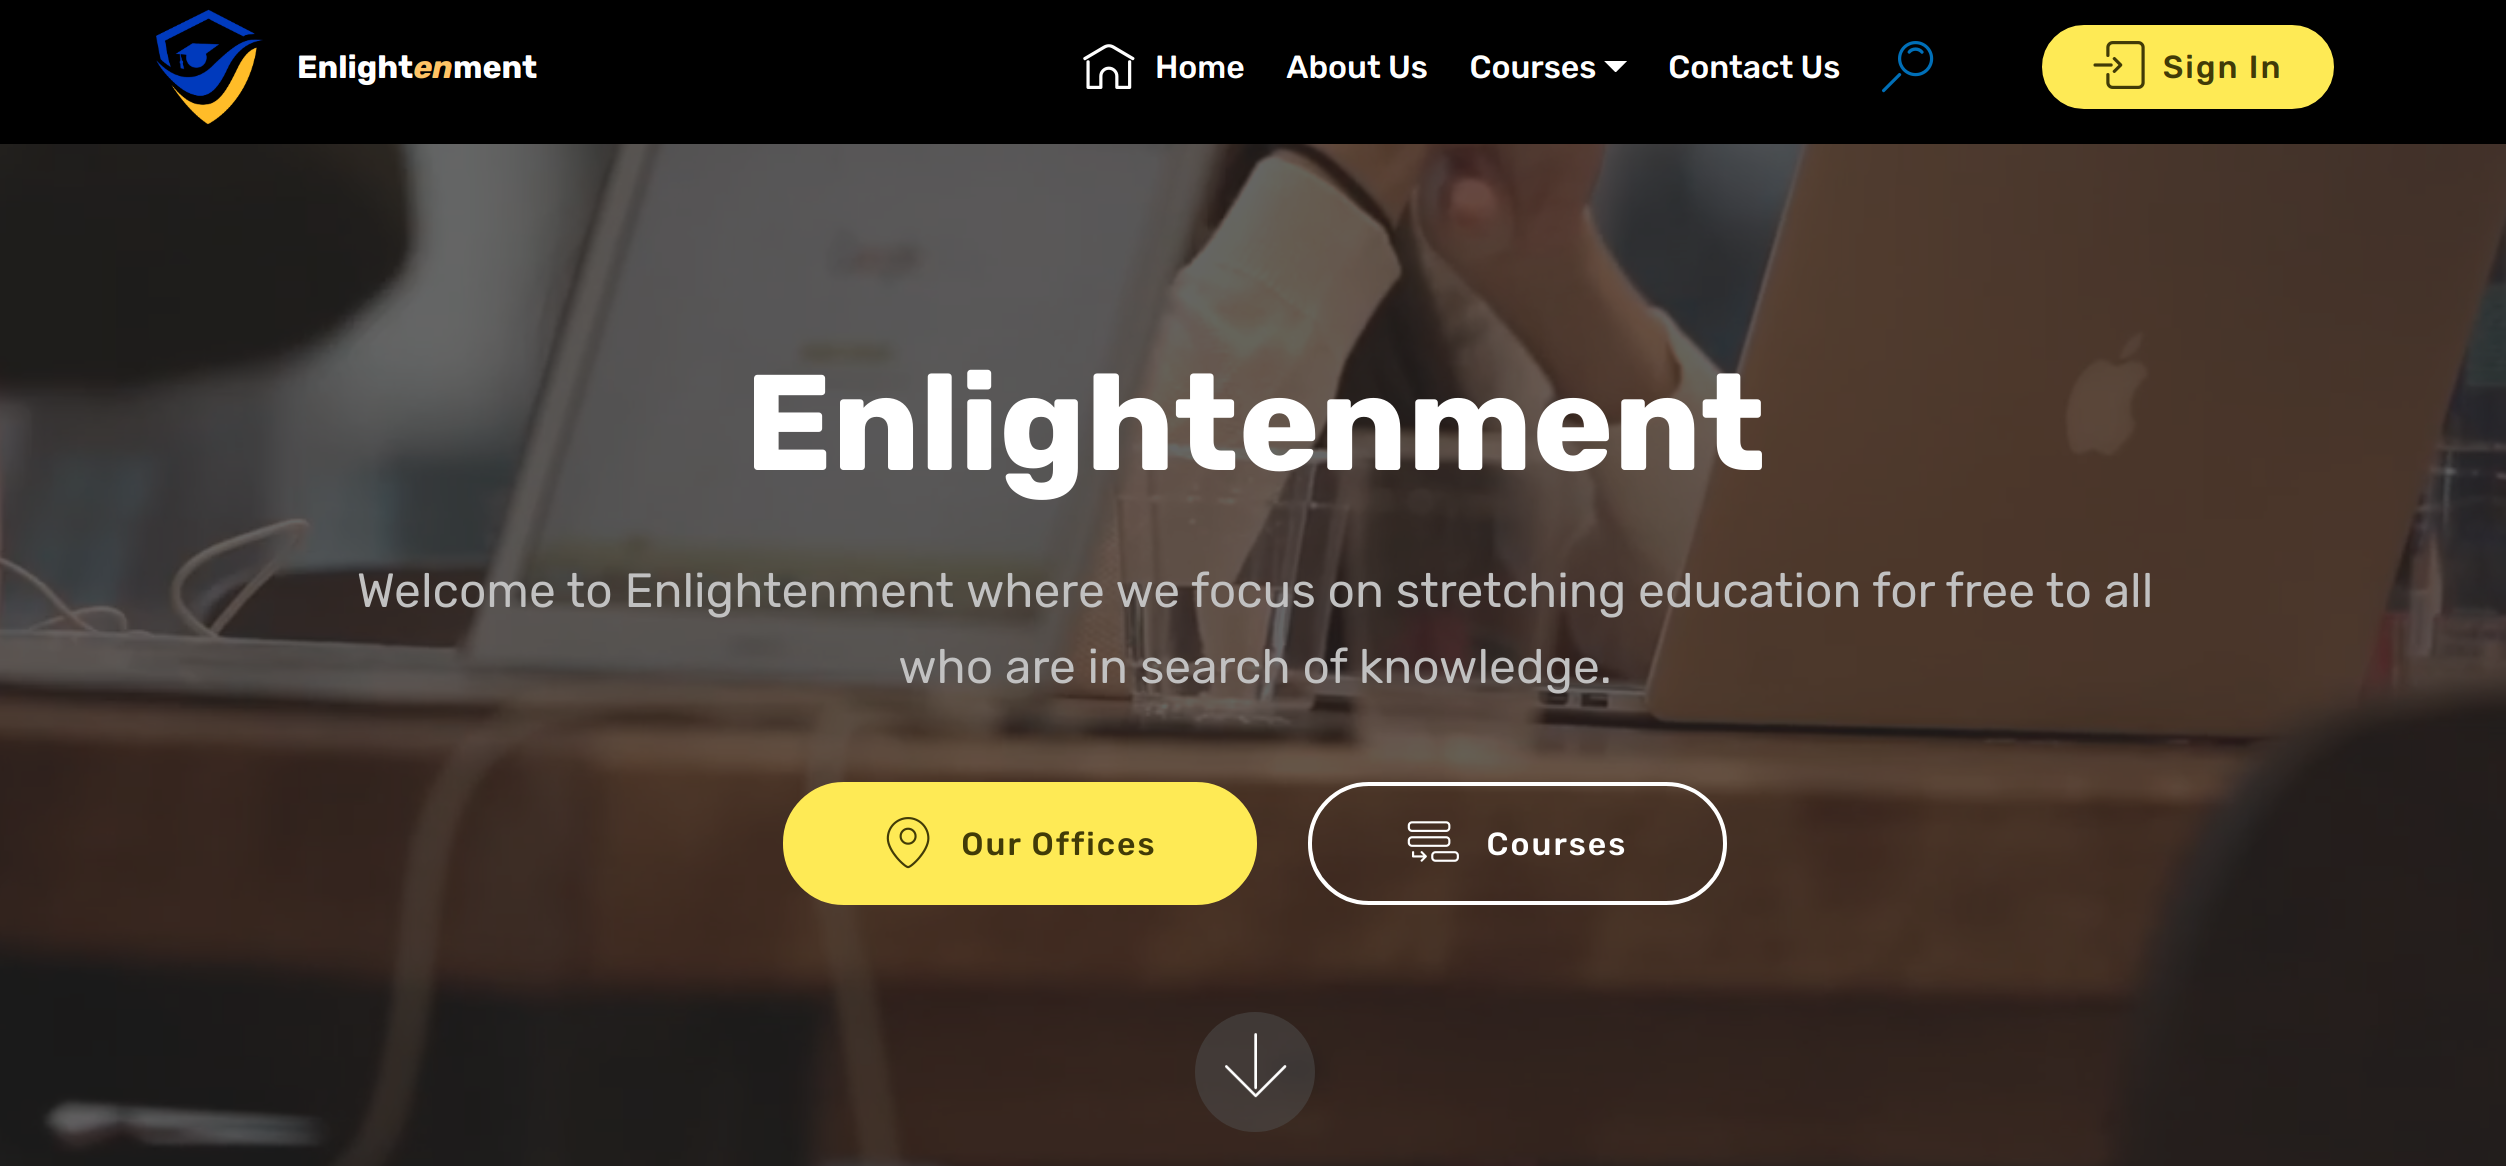 Enlightenment
Home About Us Courses Contact Us Sign In
Google
Enlightenment
Welcome to Enlightenment where we focus on stretching education for free to all
who are in search of knowledge.
Our Offices Courses